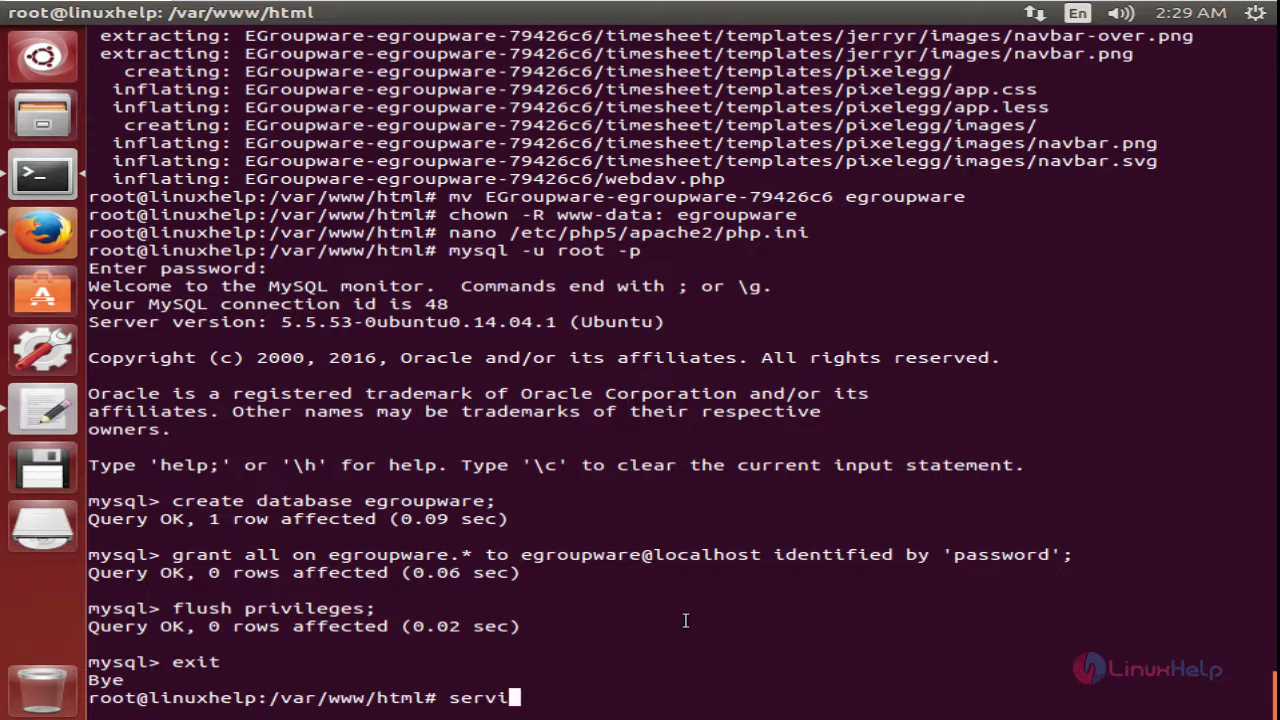 root@linuxhelp: /var/www/html
En
2:29 AM
extracting: EGroupware-egroupware-79426c6/timesheet/templates/jerryr/images/navbar-over.png
extracting: EGroupware-egroupware-79426c6/timesheet/templates/jerryr/images/navbar.png
creating: EGroupware-egroupware-79426c6/timesheet/templates/pixelegg/
inflating: EGroupware-egroupware-79426c6/timesheet/templates/pixelegg/app.css
inflating: EGroupware-egroupware-79426c6/timesheet/templates/pixelegg/app.less
creating: EGroupware-egroupware-79426c6/timesheet/templates/pixelegg/images/
inflating: EGroupware-egroupware-79426c6/timesheet/templates/pixelegg/images/navbar.png
inflating: EGroupware-egroupware-79426c6/timesheet/templates/pixelegg/images/navbar.svg
inflating: EGroupware-egroupware-79426c6/webdav.php
root@linuxhelp:/var/www/html# mv EGroupware-egroupware-79426c6 egroupware
root@linuxhelp:/var/www/html# chown -R www-data: egroupware
root@linuxhelp:/var/www/html# nano /etc/php5/apache2/php.ini
root@linuxhelp:/var/www/html# mysql -u root -p
Enter password:
Welcome to the MySQL monitor.  Commands end with ; or \g.
Your MySQL connection id is 48
Server version: 5.5.53-0ubuntu0.14.04.1 (Ubuntu)
Copyright (c) 2000, 2016, Oracle and/or its affiliates. All rights reserved.
Oracle is a registered trademark of Oracle Corporation and/or its
affiliates. Other names may be trademarks of their respective
owners.
Type 'help;' or '\h' for help. Type '\c' to clear the current input statement.
mysql> create database egroupware;
Query OK, 1 row affected (0.09 sec)
mysql> grant all on egroupware.* to egroupware@localhost identified by 'password';
Query OK, 0 rows affected (0.06 sec)
mysql> flush privileges;
Query OK, 0 rows affected (0.02 sec)
mysql> exit
Bye
root@linuxhelp:/var/www/html# servi
LinuxHelp